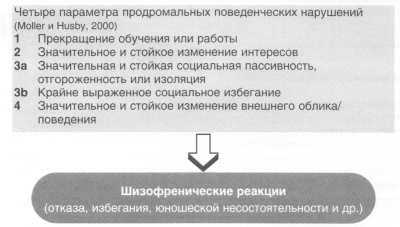 Четыре параметра продромальных поведенческих нарушений
(Moller и Husby, 2000)
1 Прекращение обучения или работы
2 Значительное и стойкое изменение интересов
3a Значительная и стойкая социальная пассивность,
отгороженность или изоляция
3b Крайне выраженное социальное избегание
4 Значительное и стойкое изменение внешнего облика/
поведения
Шизофренические реакции
(отказа, избегания, юношеской несостоятельности и др.)